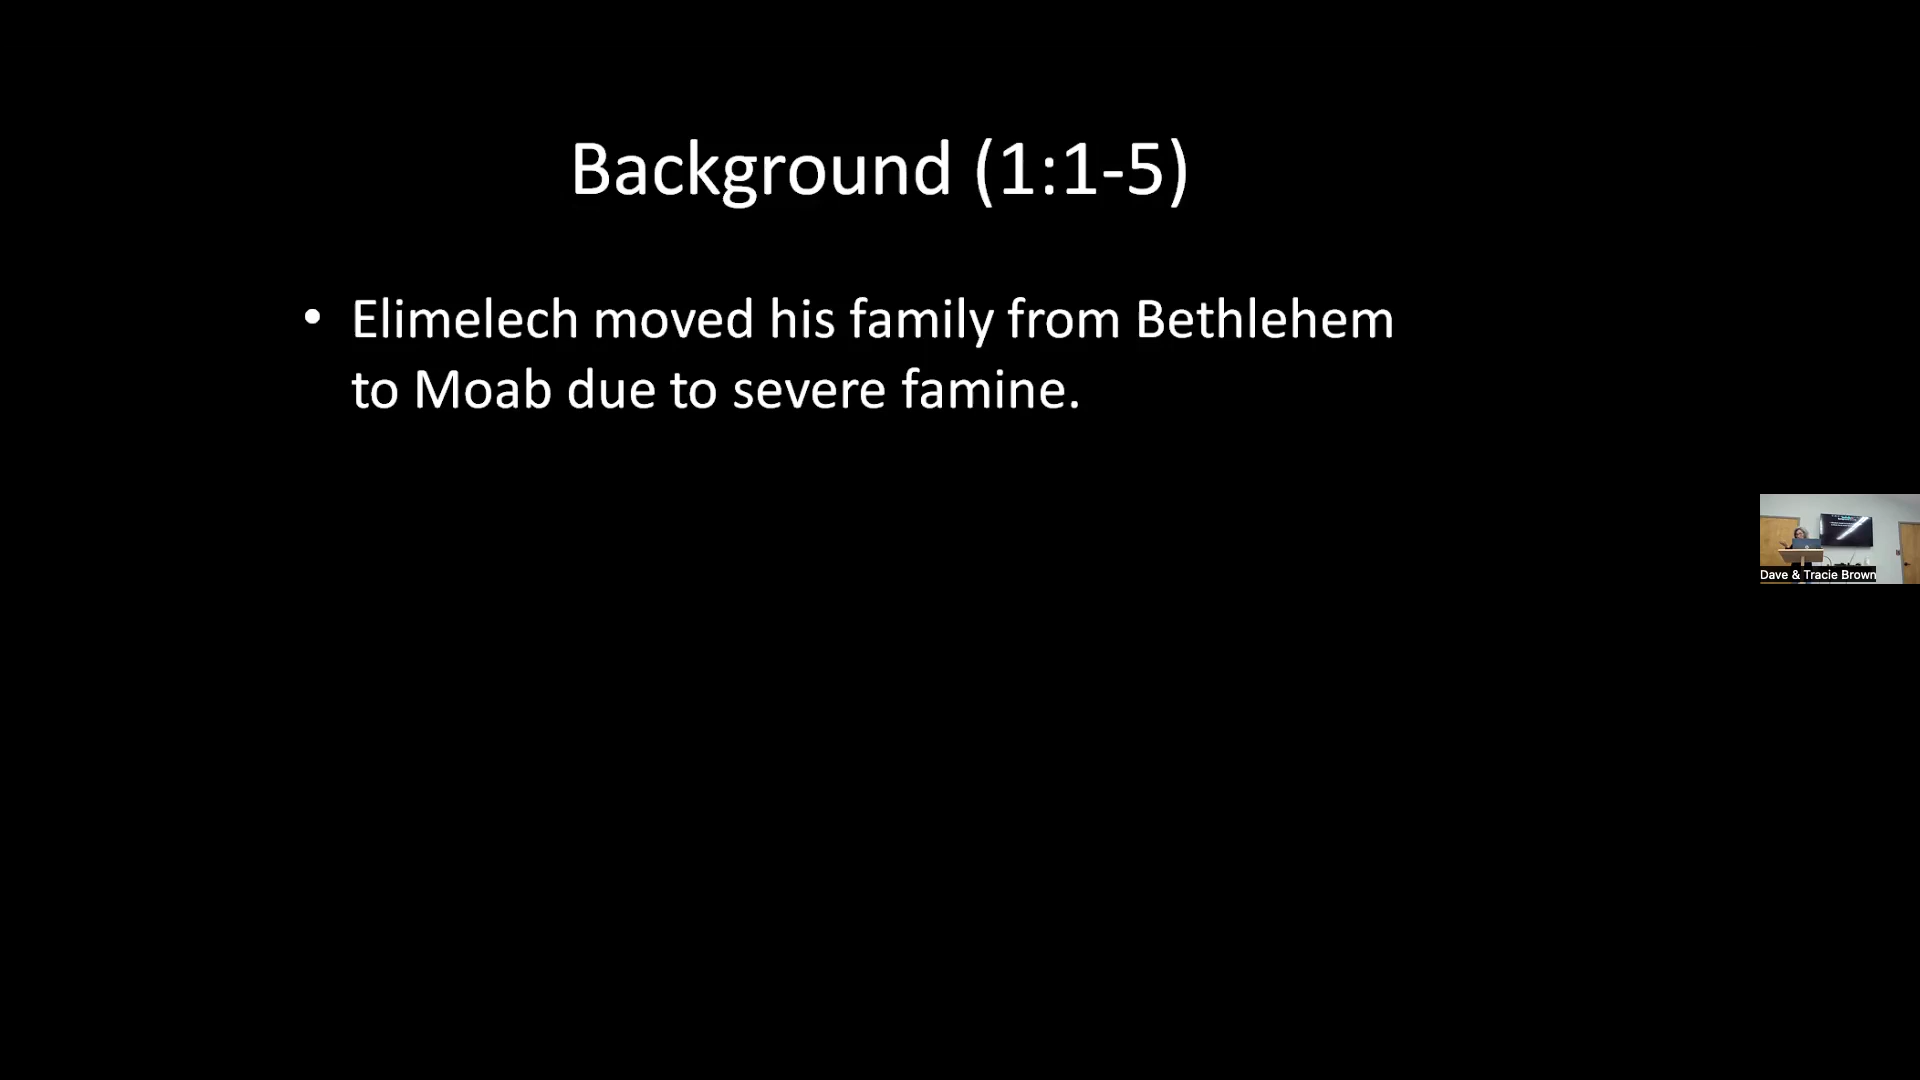 Background (1:1-5)
• Elimelech moved his family from Bethlehem
to Moab due to severe famine.
Dave & Tracie Brown